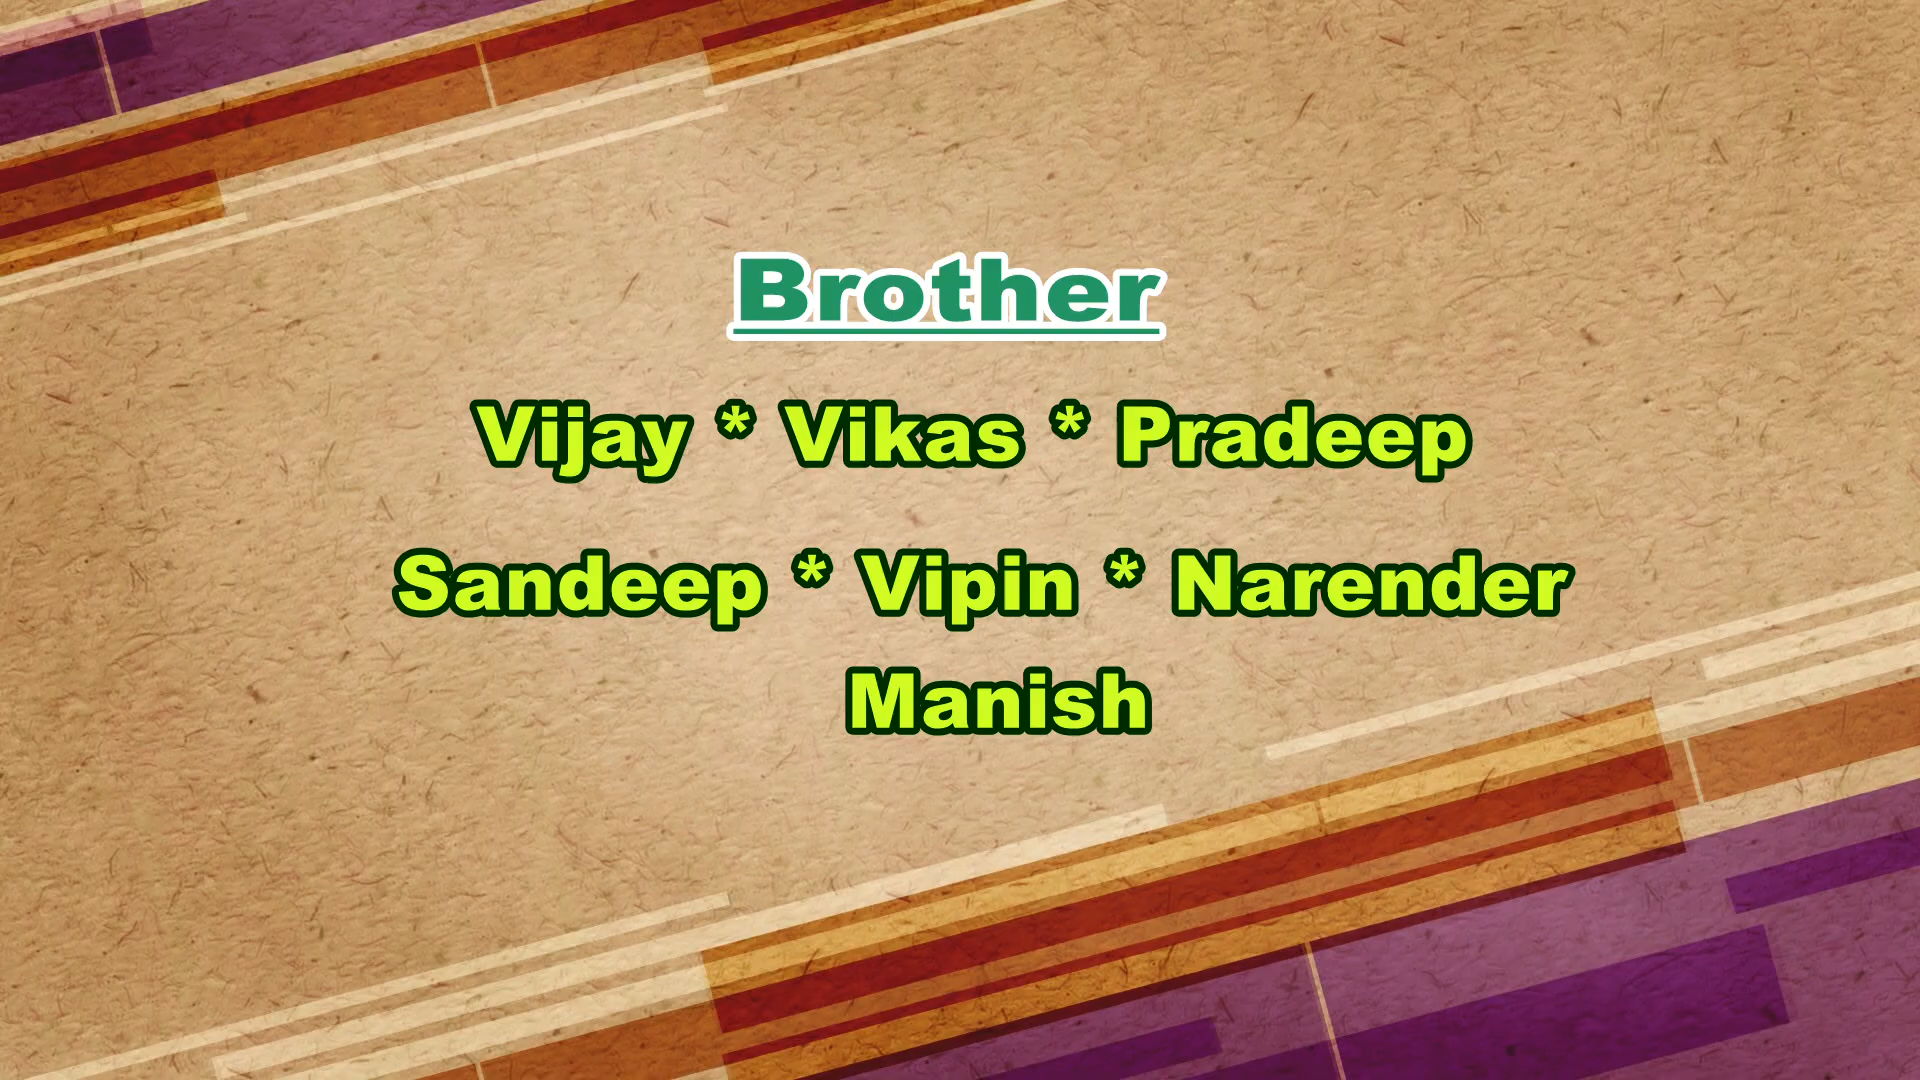 Brother
Vijay * Vikas * Pradeep
Sandeep * Vipin * Narender
Manish